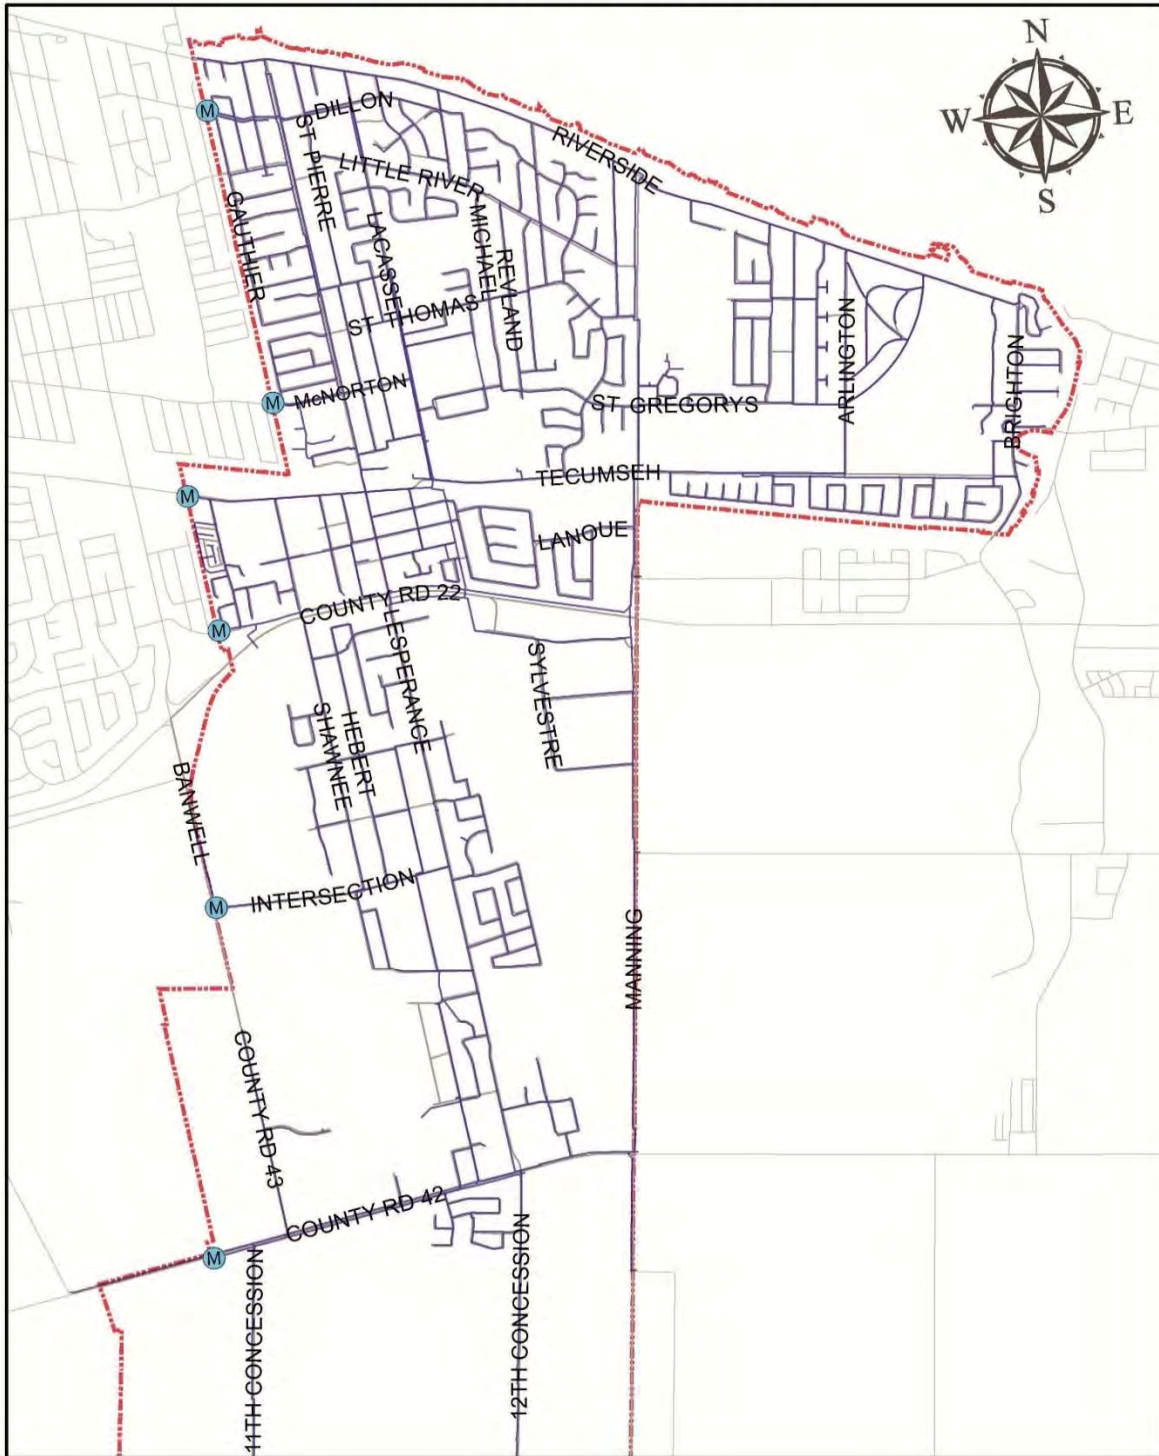 N
W
E
S
M
DILLON
ST PIERRE
RIVERSIDE
LITTLE RIVER
GAUTHIER
LACASSE
MICHAEL
REVLAND
ST THOMAS
ARLINGTON
BRIGHTON
M
McNORTON
ST GREGORYS
TECUMSEH
M
LANOUE
COUNTY RD 22
M
LESPERANCE
SYLVESTRE
SHAWNEE
HEBERT
BANWELL
INTERSECTION
M
MANNING
COUNTY RD 43
COUNTY RD 42
M
11TH CONCESSION
12TH CONCESSION